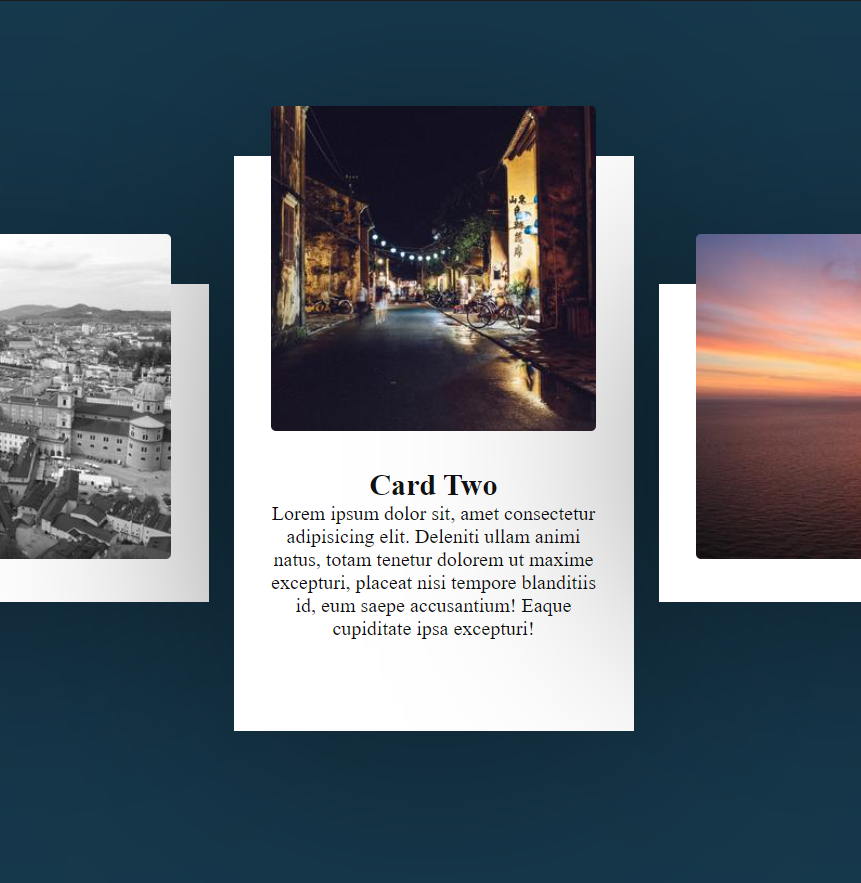 Card Two
Lorem ipsum dolor sit, amet consectetur
adipisicing elit. Deleniti ullam animi
natus, totam tenetur dolorem ut maxime
excepturi, placeat nisi tempore blanditiis
id, eum saepe accusantium! Eaque
cupiditate ipsa excepturi!